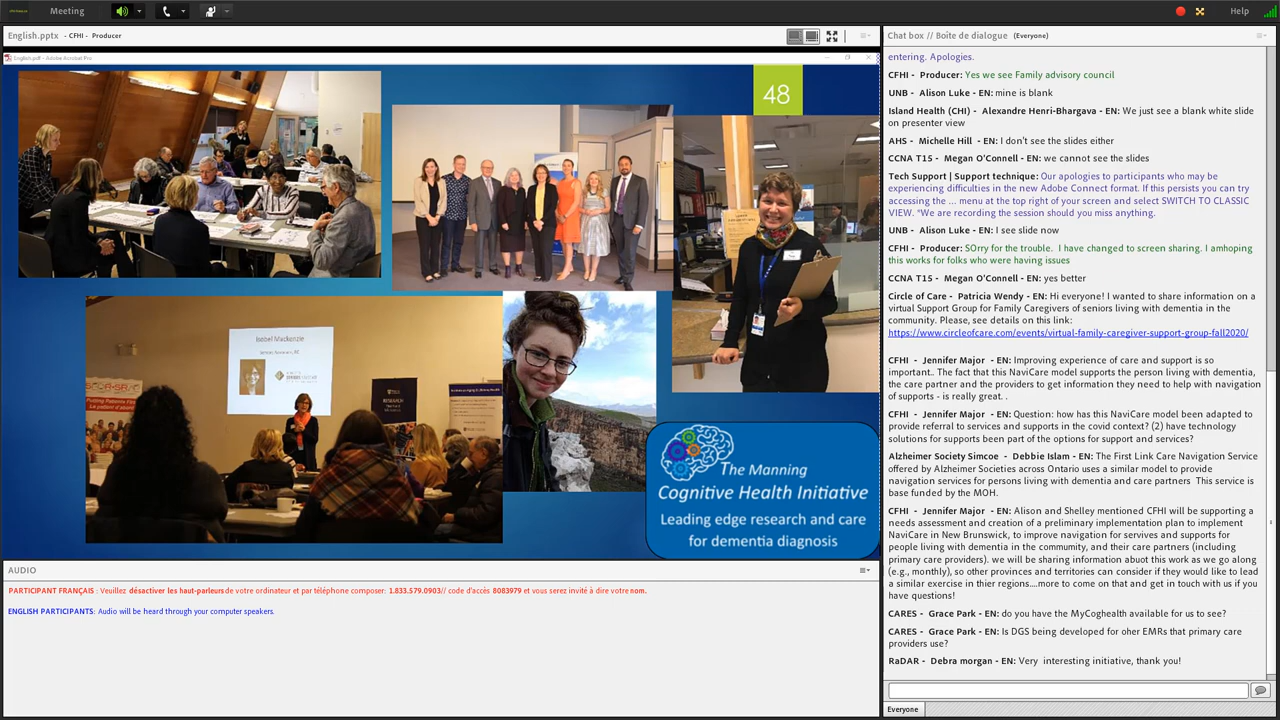 Meeting
Help
English.pptx - CFHI - Producer
English.pdf - Adobe Acrobat Pro
48
Isobel Mackenzie
Seniors Advocate, BC
RESEARCH
The Manning
Cognitive Health Initiative
Leading edge research and care
for dementia diagnosis
AUDIO
PARTICIPANT FRANÇAIS : Veuillez désactiver les haut-parleurs de votre ordinateur et par téléphone composer: 1.833.579.0903// code d'accès 8083979 et vous serez invité à dire votre nom.
ENGLISH PARTICIPANTS: Audio will be heard through your computer speakers.
Chat box // Boite de dialogue (Everyone)
entering. Apologies.
CFHI - Producer: Yes we see Family advisory council
UNB - Alison Luke - EN: mine is blank
Island Health (CHI) - Alexandre Henri-Bhargava - EN: We just see a blank white slide
on presenter view
AHS - Michelle Hill - EN: I don't see the slides either
CCNA T15 - Megan O'Connell - EN: we cannot see the slides
Tech Support | Support technique: Our apologies to participants who may be
experiencing difficulties in the new Adobe Connect format. If this persists you can try
accessing the ... menu at the top right of your screen and select SWITCH TO CLASSIC
VIEW. *We are recording the session should you miss anything.
UNB - Alison Luke - EN: I see slide now
CFHI - Producer: SOrry for the trouble. I have changed to screen sharing. I amhoping
this works for folks who were having issues
CCNA T15 - Megan O'Connell - EN: yes better
Circle of Care - Patricia Wendy - EN: Hi everyone! I wanted to share information on a
virtual Support Group for Family Caregivers of seniors living with dementia in the
community. Please, see details on this link:
https://www.circleofcare.com/events/virtual-family-caregiver-support-group-fall2020/
CFHI - Jennifer Major - EN: Improving experience of care and support is so
important.. The fact that this NaviCare model supports the person living with dementia,
the care partner and the providers to get information they need to help with navigation
of supports - is really great. .
CFHI - Jennifer Major - EN: Question: how has this NaviCare model been adapted to
provide referral to services and supports in the covid context? (2) have technology
solutions for supports been part of the options for support and services?
Alzheimer Society Simcoe - Debbie Islam - EN: The First Link Care Navigation Service
offered by Alzheimer Societies across Ontario uses a similar model to provide
navigation services for persons living with dementia and care partners This service is
base funded by the MOH.
CFHI - Jennifer Major - EN: Alison and Shelley mentioned CFHI will be supporting a
needs assessment and creation of a preliminary implementation plan to implement
NaviCare in New Brunswick, to improve navigation for servives and supports for
people living with dementia in the community, and their care partners (including
primary care providers). we will be sharing information abuot this work as we go along
(e.g., monthly), so other provinces and territories can consider if they would like to lead
a similar exercise in thier regions....more to come on that and get in touch with us if you
have questions!
CARES - Grace Park - EN: do you have the MyCoghealth available for us to see?
CARES - Grace Park - EN: Is DGS being developed for oher EMRs that primary care
providers use?
RaDAR - Debra morgan - EN: Very interesting initiative, thank you!
Everyone